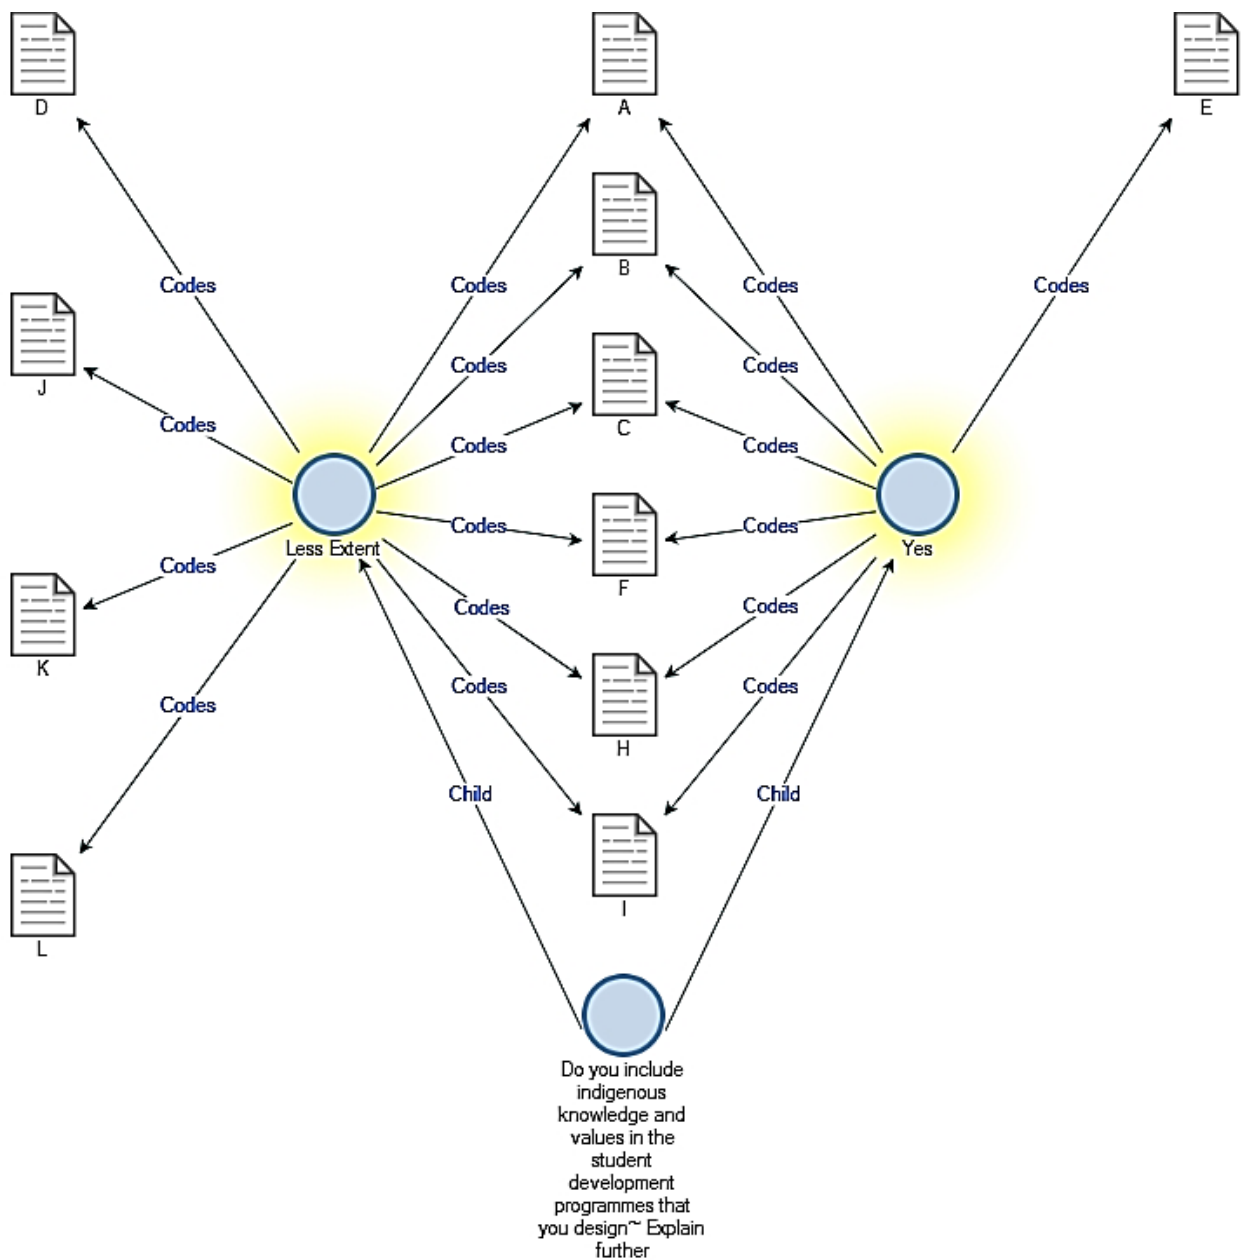 D
A
E
B
Codes
Codes
Codes
Codes
J
Codes
Codes
C
Codes
Codes
Codes
Codes
Codes
Less Extent
Yes
Codes
F
Codes
Codes
K
Codes
Codes
Codes
H
Child
Child
I
L
Do you include
indigenous
knowledge and
values in the
student
development
programmes that
you design~ Explain
further